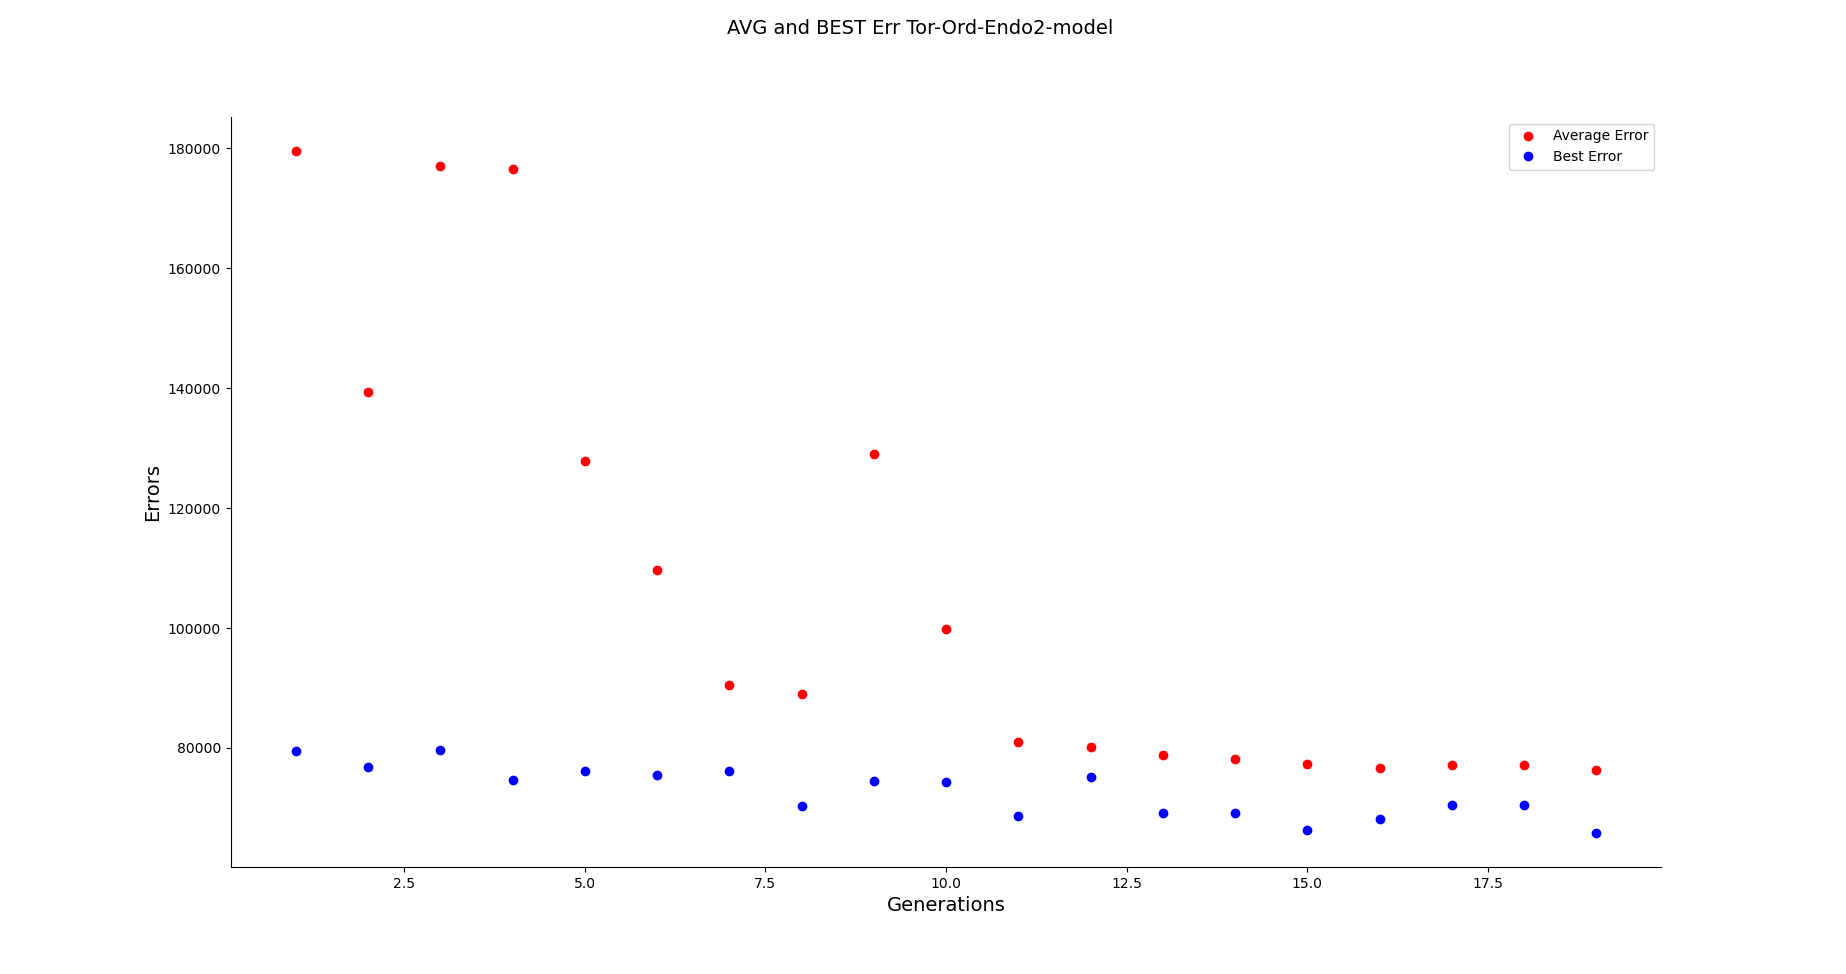 AVG and BEST Err Tor-Ord-Endo2-model
Average Error
Best Error
180000
160000
140000
120000
100000
80000
Errors
2.5
5.0
7.5
10.0
12.5
15.0
17.5
Generations